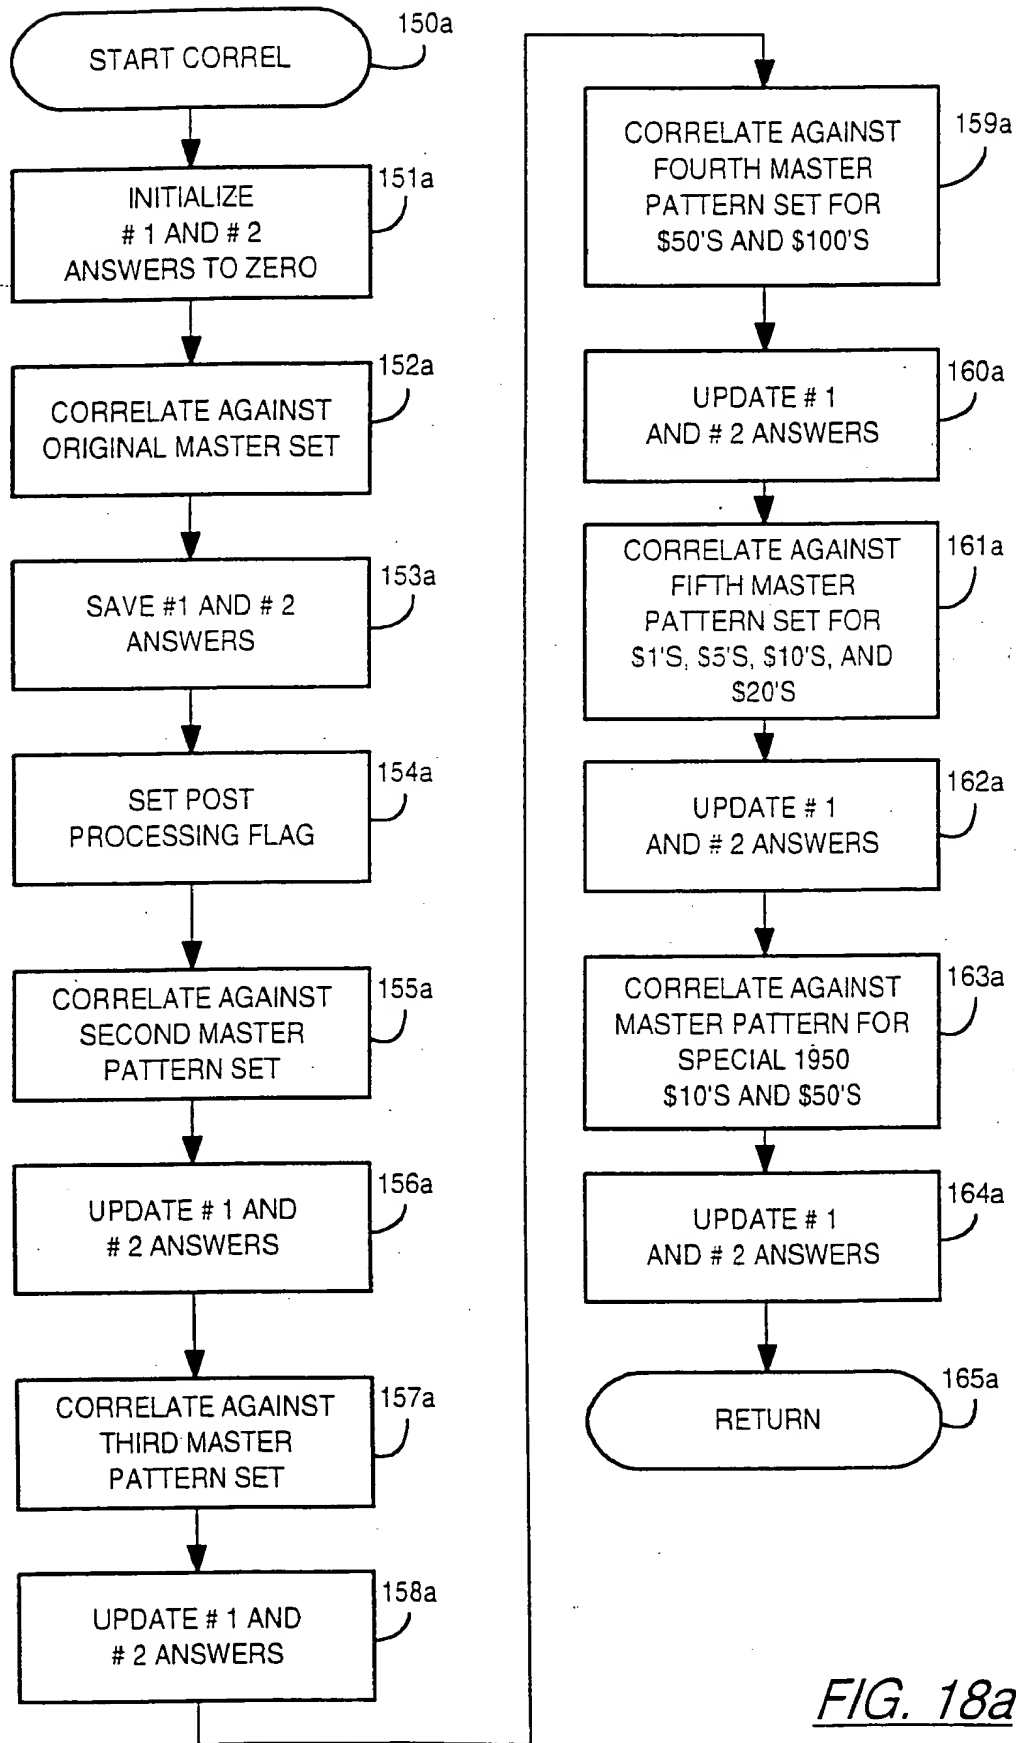 START CORREL
150a
INITIALIZE
# 1 AND # 2
ANSWERS TO ZERO
151a
CORRELATE AGAINST
ORIGINAL MASTER SET
152a
SAVE #1 AND # 2
ANSWERS
153a
SET POST
PROCESSING FLAG
154a
CORRELATE AGAINST
SECOND MASTER
PATTERN SET
155a
UPDATE # 1 AND
# 2 ANSWERS
156a
CORRELATE AGAINST
THIRD MASTER
PATTERN SET
157a
UPDATE # 1 AND
# 2 ANSWERS
158a
CORRELATE AGAINST
FOURTH MASTER
PATTERN SET FOR
$50'S AND $100'S
159a
UPDATE # 1
AND # 2 ANSWERS
160a
CORRELATE AGAINST
FIFTH MASTER
PATTERN SET FOR
$1'S, $5'S, $10'S, AND
$20'S
161a
UPDATE # 1
AND # 2 ANSWERS
162a
CORRELATE AGAINST
MASTER PATTERN FOR
SPECIAL 1950
$10'S AND $50'S
163a
UPDATE # 1
AND # 2 ANSWERS
164a
RETURN
165a
FIG. 18a